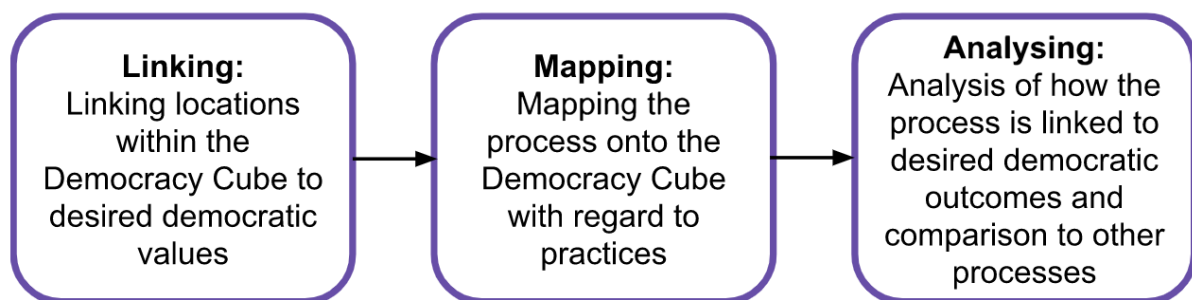 Linking:
Linking locations
within the
Democracy Cube to
desired democratic
values
Mapping:
Mapping the
process onto the
Democracy Cube
with regard to
practices
Analysing:
Analysis of how the
process is linked to
desired democratic
outcomes and
comparison to other
processes